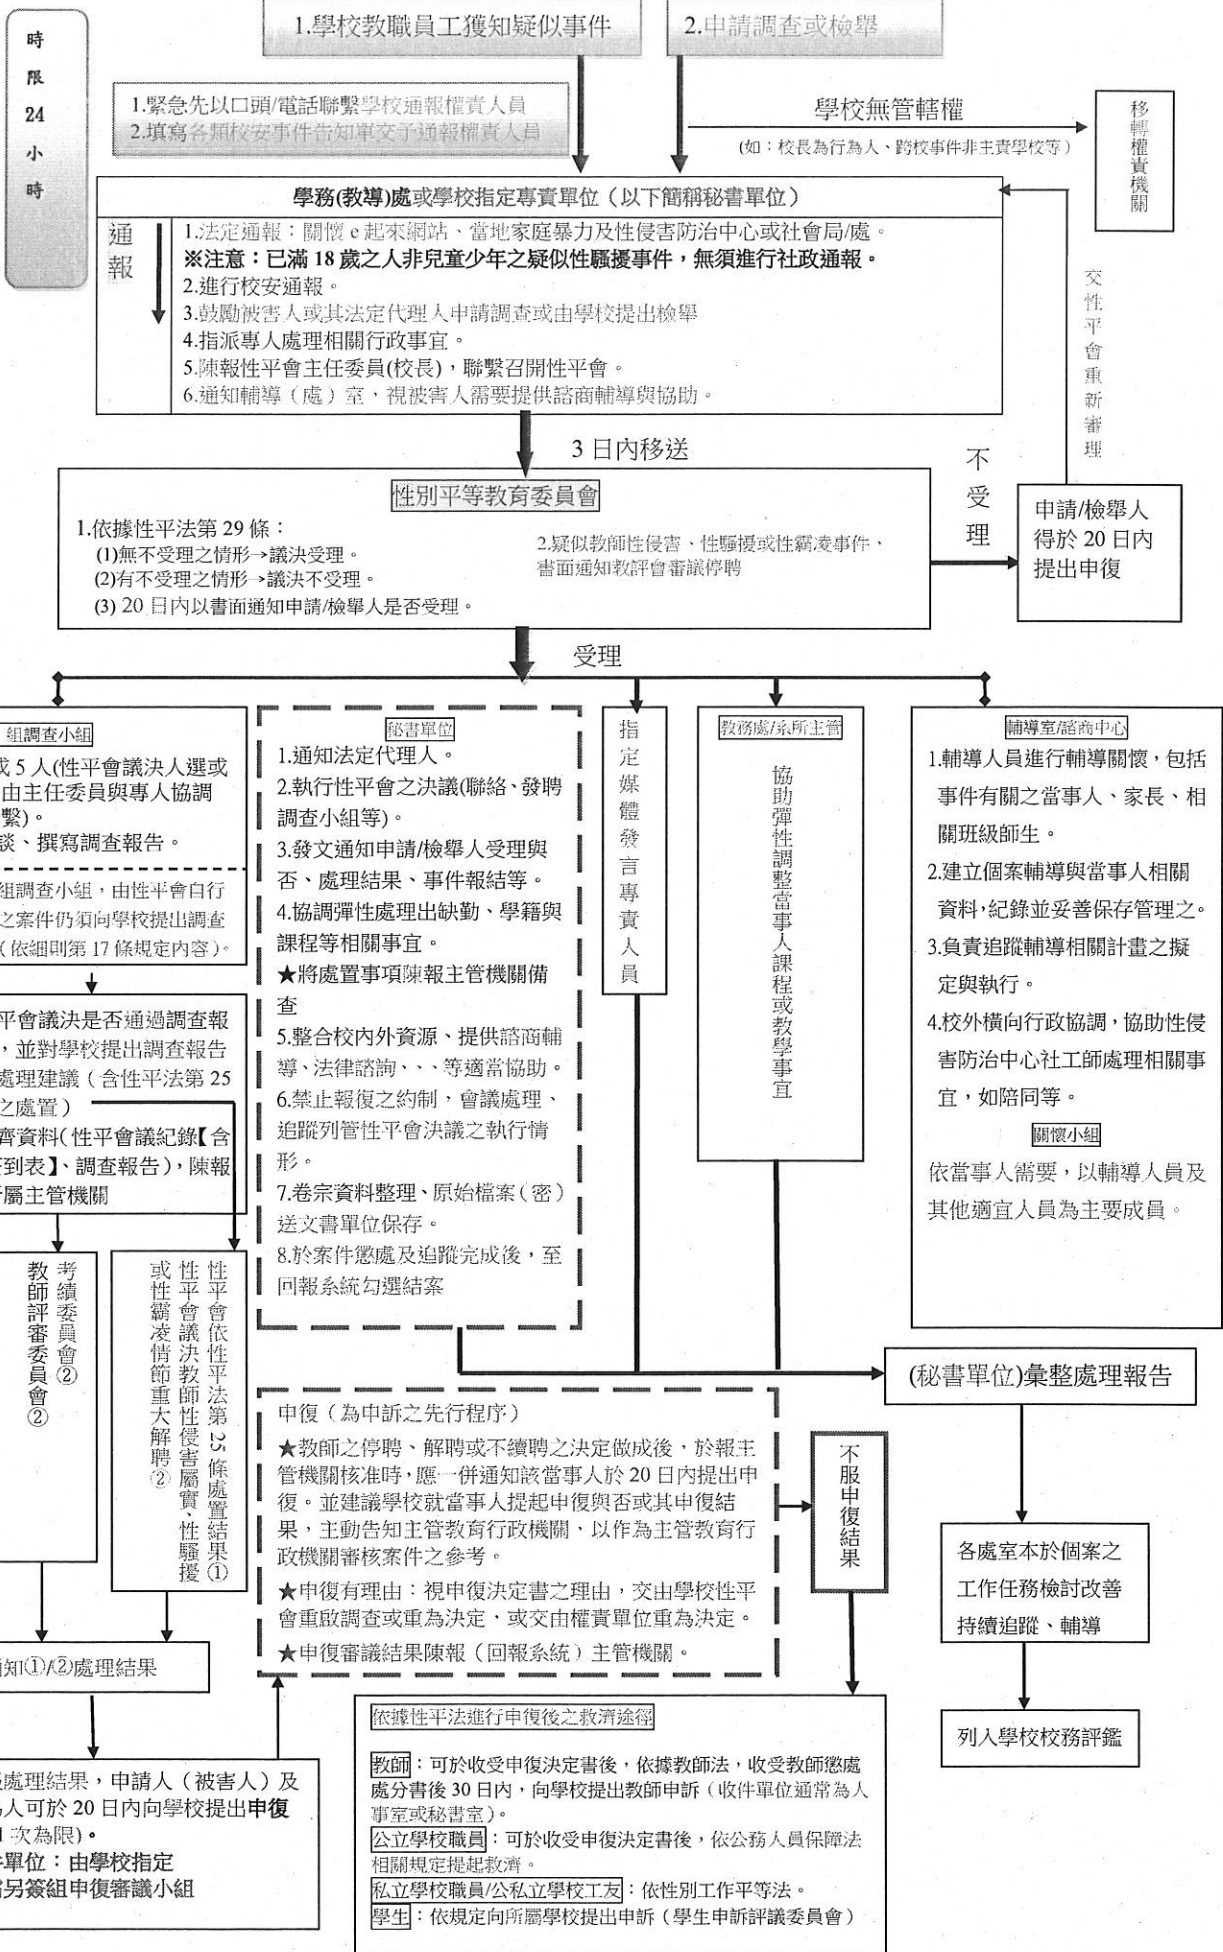 時
限
24
小
時
1.學校教職員工獲知疑似事件
2.申請調查或檢舉
1.緊急先以口頭/電話聯繫學校通報權責人員
2.填寫各類校安事件告知單交予通報權責人員
學校無管轄權
(如：校長為行為人、跨校事件非主責學校等)
移轉權責機關
學務(教導)處或學校指定專責單位（以下簡稱秘書單位）
通報
1.法定通報：關懷 e 起來網站、當地家庭暴力及性侵害防治中心或社會局/處。
※注意：已滿 18 歲之人非兒童少年之疑似性騷擾事件，無須進行社政通報。
2.進行校安通報。
3.鼓勵被害人或其法定代理人申請調查或由學校提出檢舉
4.指派專人處理相關行政事宜。
5.陳報性平會主任委員(校長)，聯繫召開性平會。
6.通知輔導（處）室，視被害人需要提供諮商輔導與協助。
交性平會重新審理
3 日內移送
性別平等教育委員會
1.依據性平法第 29 條：
(1)無不受理之情形→議決受理。
(2)有不受理之情形→議決不受理。
(3) 20 日內以書面通知申請/檢舉人是否受理。
2.疑似教師性侵害、性騷擾或性霸凌事件、
書面通知教評會審議停聘
不受理
申請/檢舉人
得於 20 日內
提出申復
受理
組調查小組
或 5 人(性平會議決人選或
由主任委員與專人協調
繫)。
談、撰寫調查報告。
組調查小組，由性平會自行
之案件仍須向學校提出調查
（依細則第 17 條規定內容）。
平會議決是否通過調查報
，並對學校提出調查報告
處理建議（含性平法第 25
之處置）
齊資料(性平會議紀錄【含
簽到表】、調查報告)，陳報
所屬主管機關
考績委員會②
教師評審委員會②
性平會依性平法第 25 條處置結果①
性平會議決教師性侵害屬實、性騷擾
或性霸凌情節重大解聘②
通知①/②處理結果
處理結果，申請人（被害人）及
為人可於 20 日內向學校提出申復
1 次為限)。
件單位：由學校指定
另簽組申復審議小組
秘書單位
1.通知法定代理人。
2.執行性平會之決議(聯絡、發聘
調查小組等)。
3.發文通知申請/檢舉人受理與
否、處理結果、事件報結等。
4.協調彈性處理出缺勤、學籍與
課程等相關事宜。
★將處置事項陳報主管機關備
查
5.整合校內外資源、提供諮商輔
導、法律諮詢、、、等適當協助。
6.禁止報復之約制，會議處理、
追蹤列管性平會決議之執行情
形。
7.卷宗資料整理、原始檔案（密）
送文書單位保存。
8.於案件懲處及追蹤完成後，至
回報系統勾選結案
指定媒體發言專責人員
教務處/系所主管
協助彈性調整當事人課程或教學事宜
輔導室/諮商中心
1.輔導人員進行輔導關懷，包括
事件有關之當事人、家長、相
關班級師生。
2.建立個案輔導與當事人相關
資料，紀錄並妥善保存管理之。
3.負責追蹤輔導相關計畫之擬
定與執行。
4.校外橫向行政協調，協助性侵
害防治中心社工師處理相關事
宜，如陪同等。
關懷小組
依當事人需要，以輔導人員及
其他適宜人員為主要成員。
(秘書單位)彙整處理報告
各處室本於個案之
工作任務檢討改善
持續追蹤、輔導
列入學校校務評鑑
申復（為申訴之先行程序）
★教師之停聘、解聘或不續聘之決定做成後，於報主
管機關核准時，應一併通知該當事人於 20 日內提出申
復。並建議學校就當事人提起申復與否或其申復結
果，主動告知主管教育行政機關、以作為主管教育行
政機關審核案件之參考。
★申復有理由：視申復決定書之理由，交由學校性平
會重啟調查或重為決定、或交由權責單位重為決定。
★申復審議結果陳報（回報系統）主管機關。
不服申復結果
依據性平法進行申復後之救濟途徑
教師：可於收受申復決定書後，依據教師法，收受教師懲處
處分書後 30 日內，向學校提出教師申訴（收件單位通常為人
事室或秘書室）。
公立學校職員：可於收受申復決定書後，依公務人員保障法
相關規定提起救濟。
私立學校職員/公私立學校工友：依性別工作平等法。
學生：依規定向所屬學校提出申訴（學生申訴評議委員會）